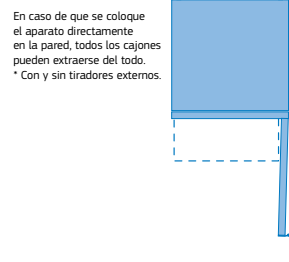 En caso de que se coloque
el aparato directamente
en la pared, todos los cajones
pueden extraerse del todo.
* Con y sin tiradores externos.